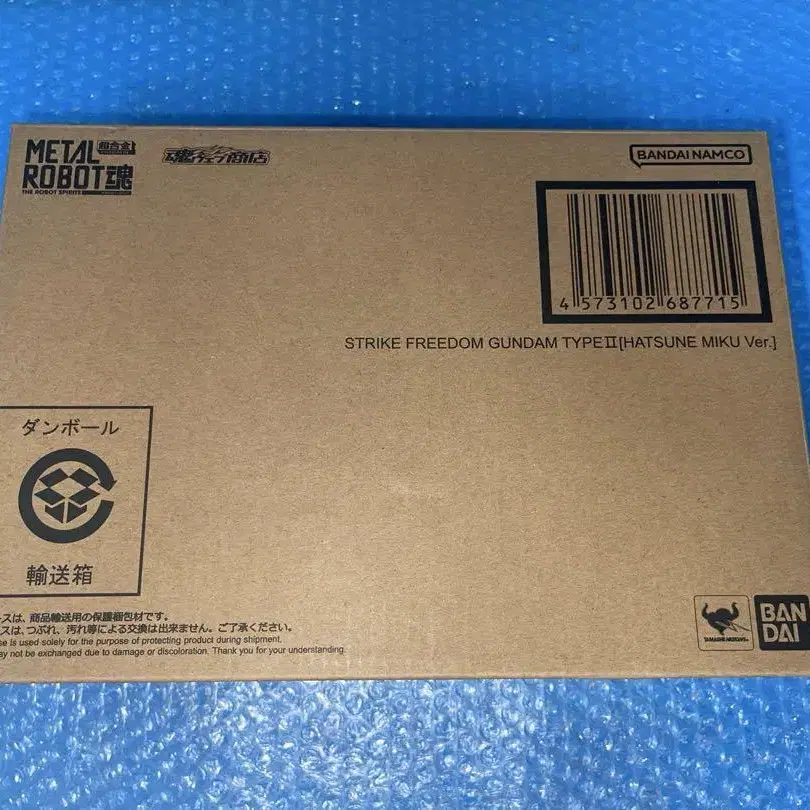 METAL
超合金
ROBOT魂
THE ROBOT SPIRITS
魂ウェブ商店
BANDAI NAMCO
4 573102 687715
STRIKE FREEDOM GUNDAM TYPEⅡ[HATSUNE MIKU Ver.]
ダンボール
輸送箱
スは、商品輸送用の保護梱包材です。
スは、つぶれ、汚れ等による交換は出来ません。ご了承ください。
se is used solely for the purpose of protecting product during shipment.
ay not be exchanged due to damage or discoloration. Thank you for your understanding.
TAMASHII NATIONS
BAN
DAI